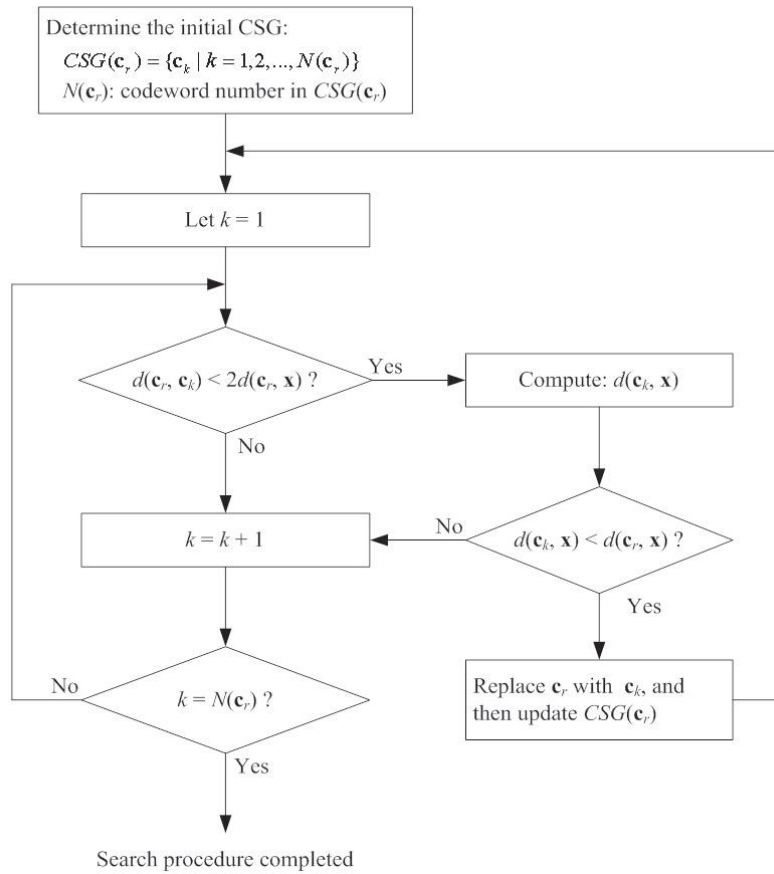 Determine the initial CSG:
CSG(c_r) = {c_k | k = 1,2,..., N(c_r)}
N(c_r): codeword number in CSG(c_r)
Let k = 1
d(c_r, c_k) < 2d(c_r, x) ?
Yes
Compute: d(c_k, x)
No
k = k + 1
No
d(c_k, x) < d(c_r, x) ?
Yes
No
k = N(c_r) ?
Replace c_r with c_k, and
then update CSG(c_r)
Yes
Search procedure completed